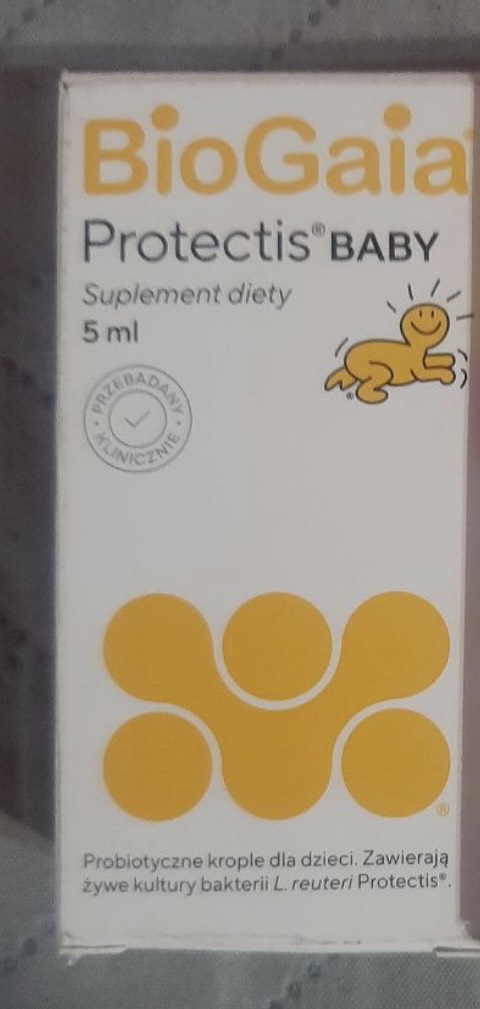 BioGaia
Protectis® BABY
Suplement diety
5 ml
PRZEBADANY
KLINICZNIE
®
Probiotyczne krople dla dzieci. Zawierają
żywe kultury bakterii L. reuteri Protectis®.